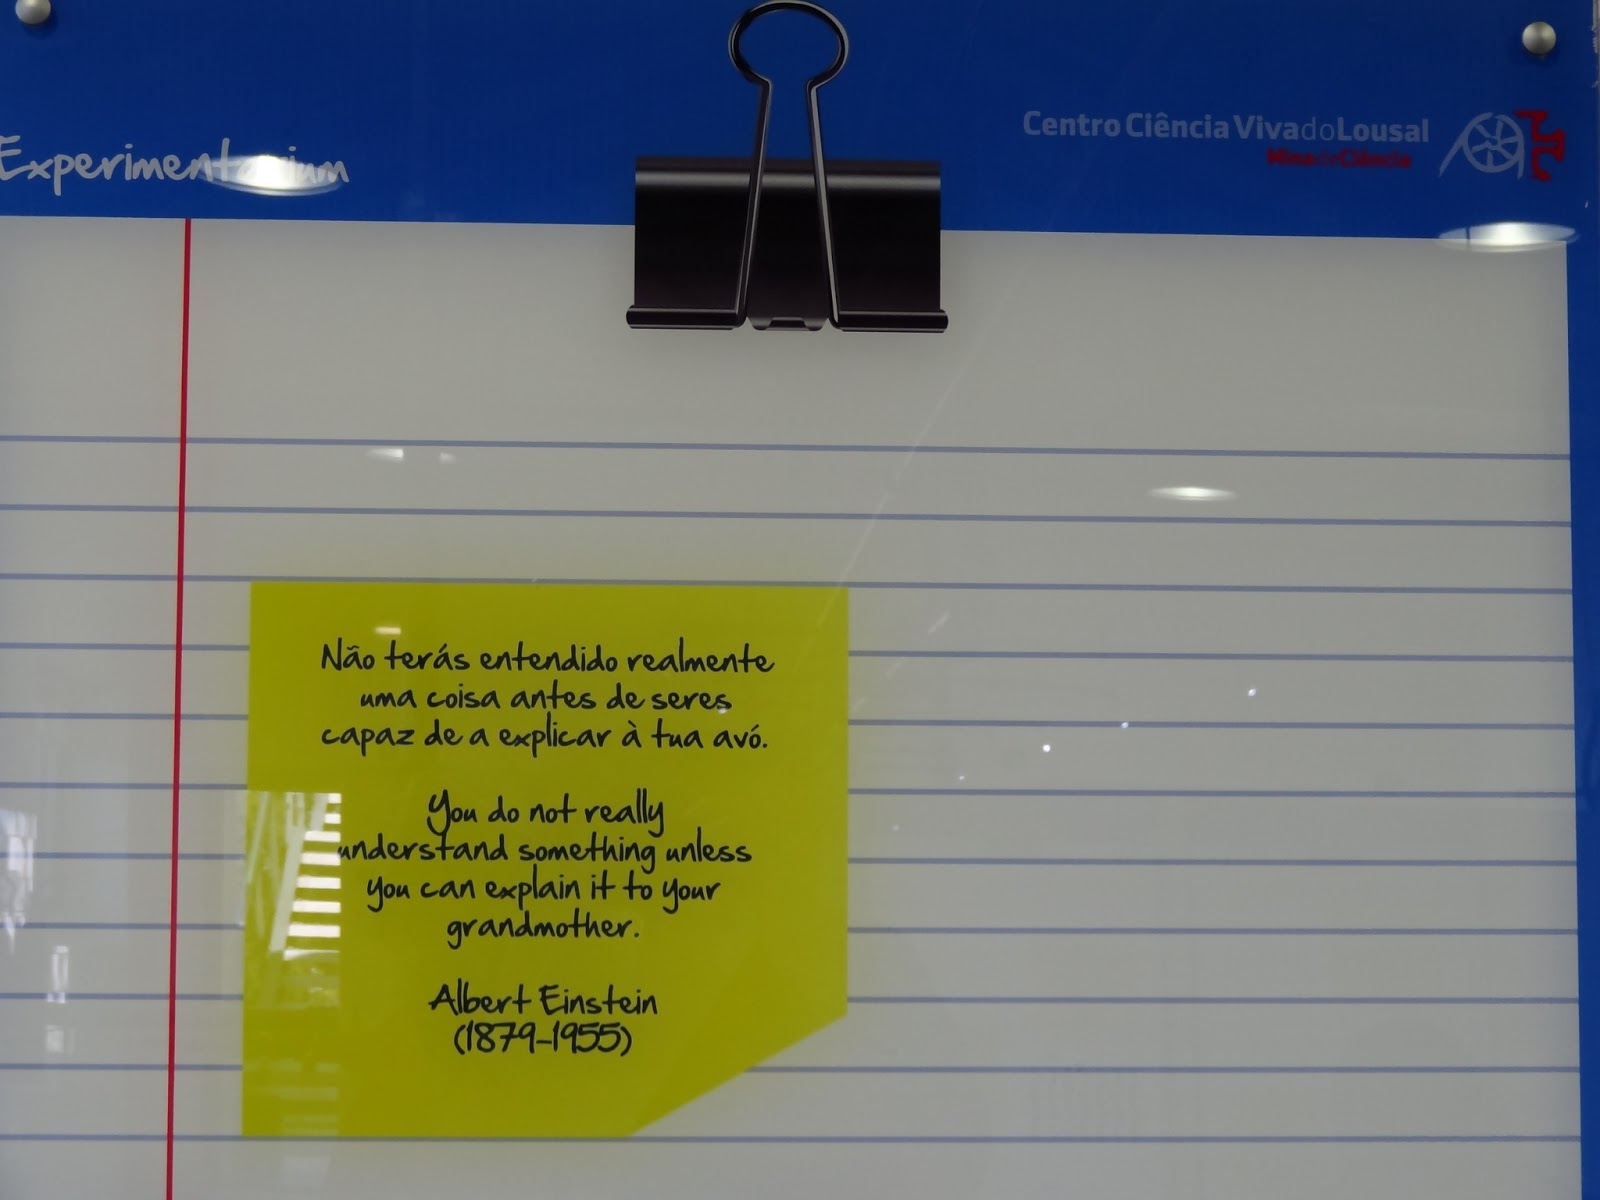 Experimentarium
Centro Ciência Viva do Lousal
Mina de Ciência
Não terás entendido realmente
uma coisa antes de seres
capaz de a explicar à tua avó.
You do not really
understand something unless
you can explain it to your
grandmother.
Albert Einstein
(1879-1955)